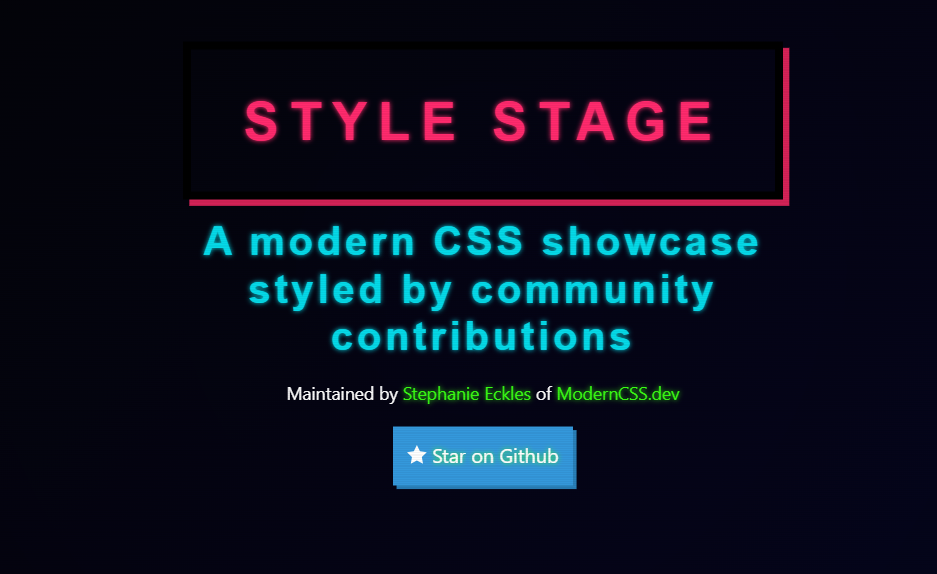 STYLE STAGE
A modern CSS showcase
styled by community
contributions
Maintained by Stephanie Eckles of ModernCSS.dev
Star on Github